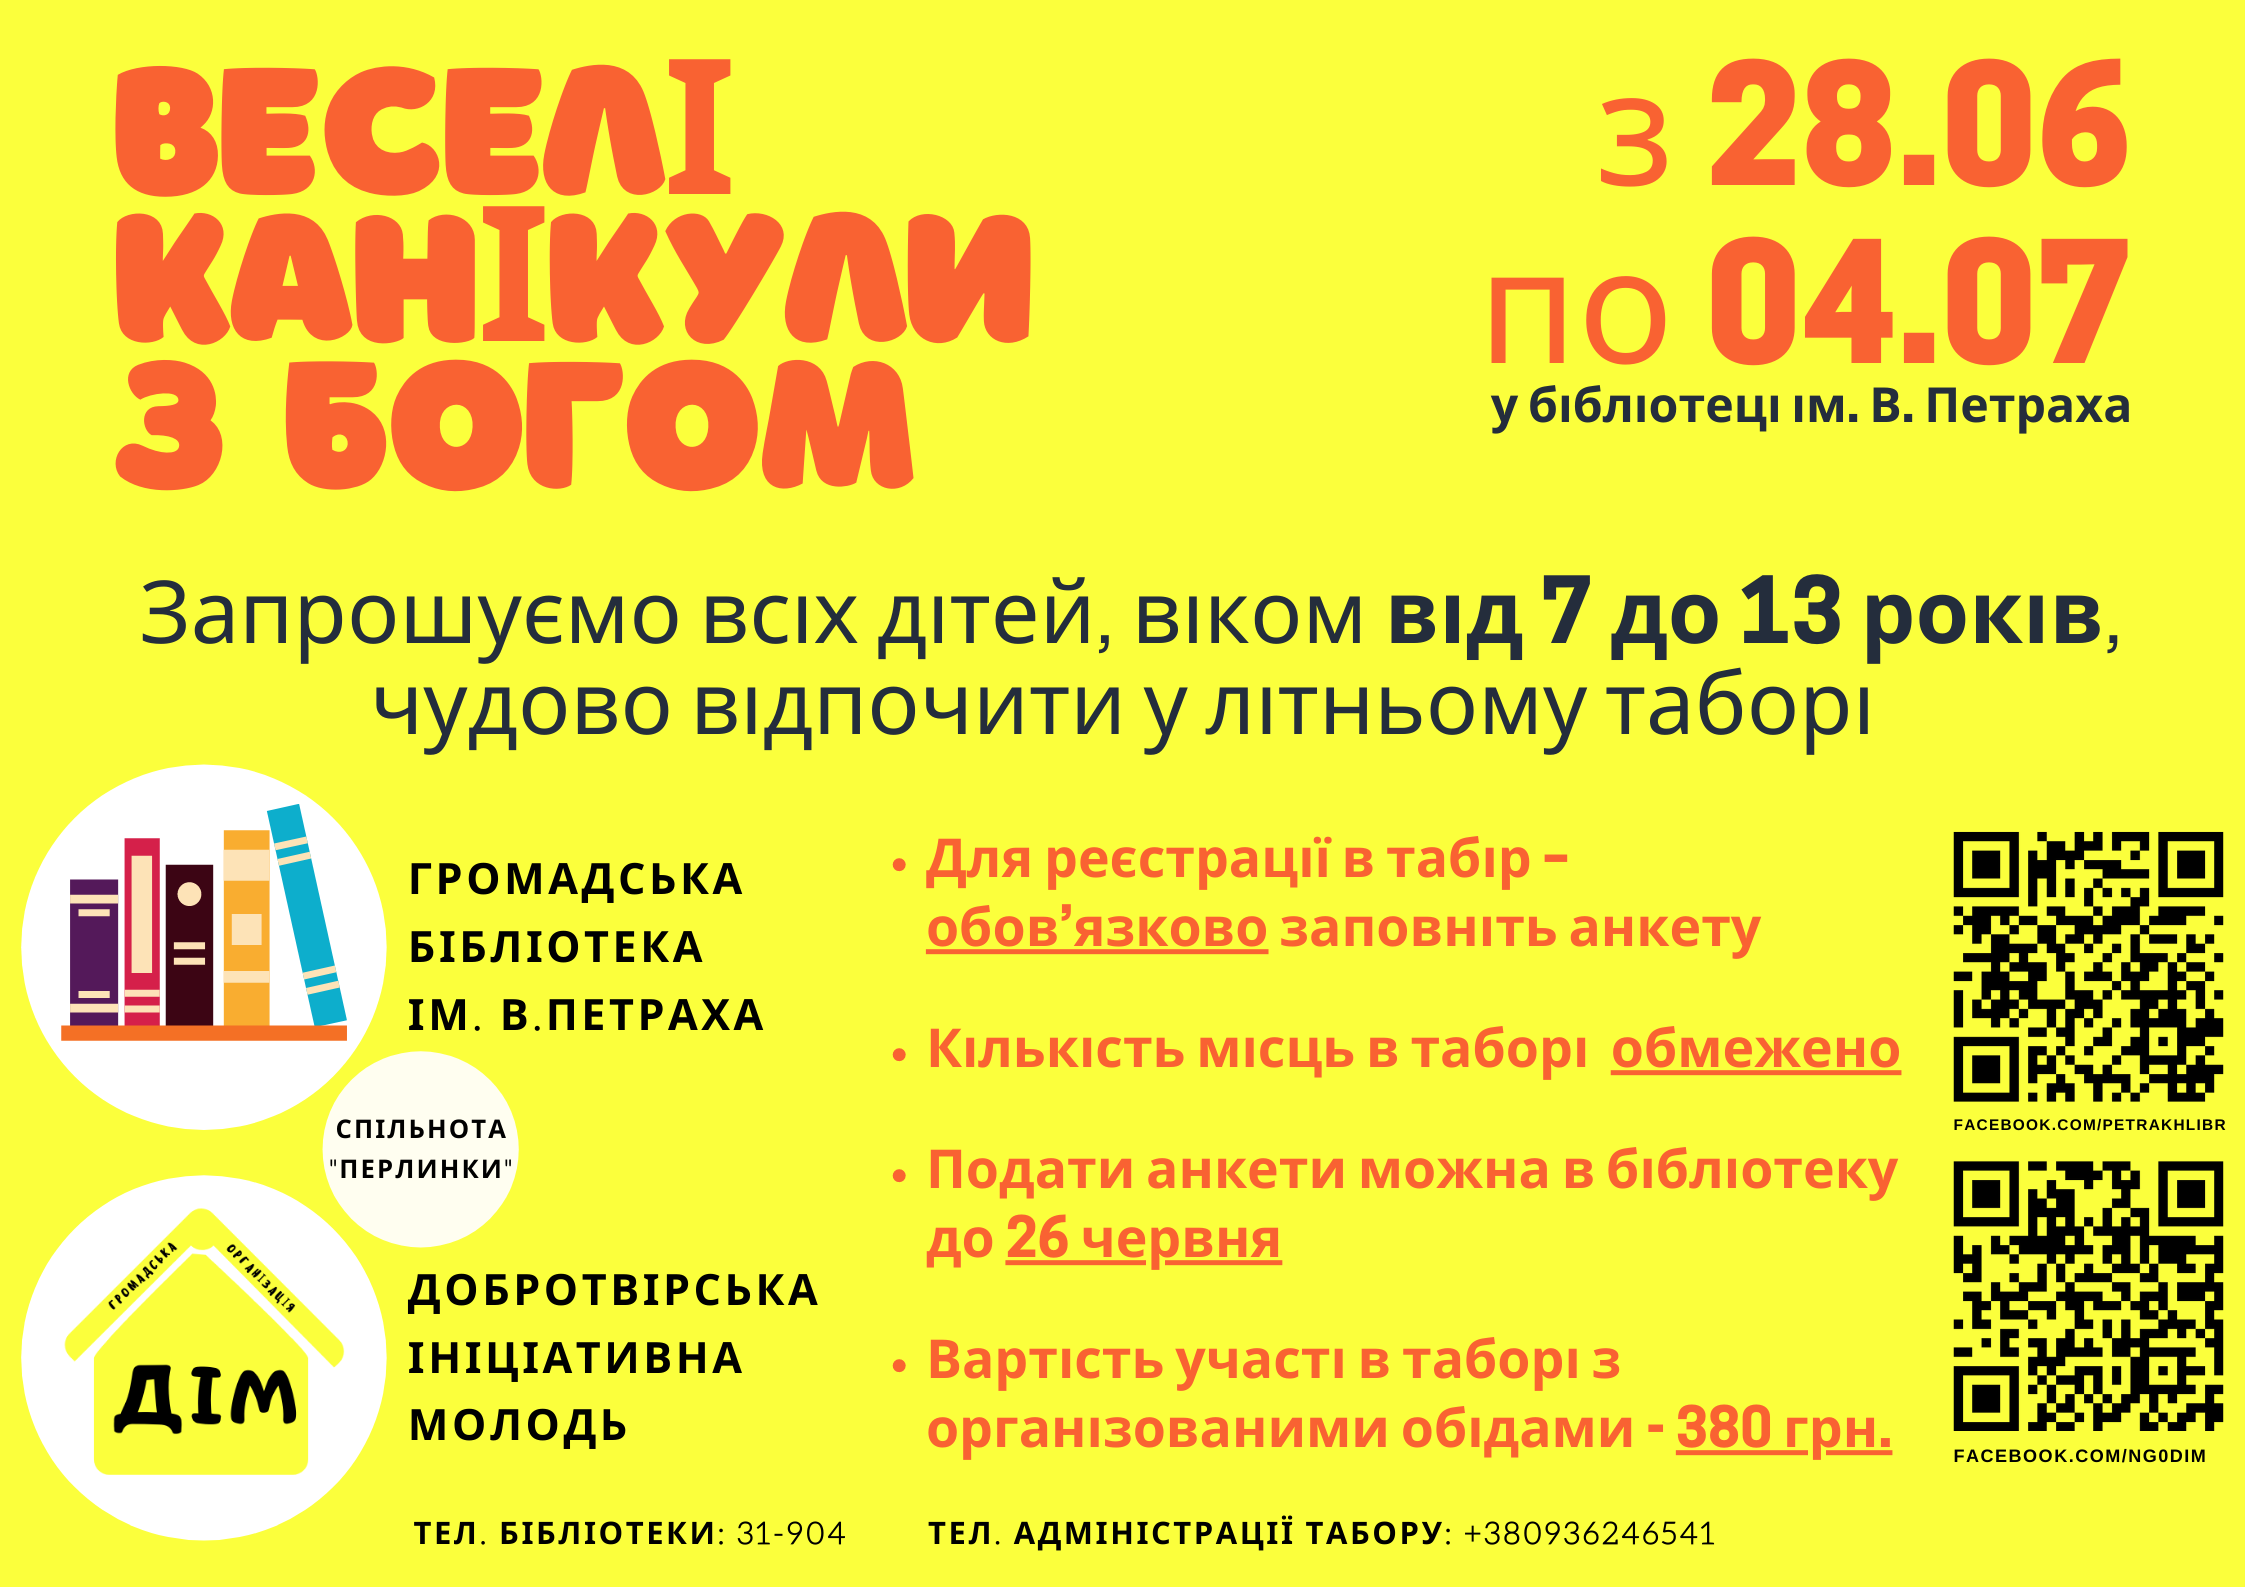 ВЕСЕЛІ
КАНІКУЛИ
З БОГОМ
з 28.06
по 04.07
у бібліотеці ім. В. Петраха
Запрошуємо всіх дітей, віком від 7 до 13 років,
чудово відпочити у літньому таборі
ГРОМАДСЬКА
БІБЛІОТЕКА
ІМ. В.ПЕТРАХА
СПІЛЬНОТА
"ПЕРЛИНКИ"
ГРОМАДСЬКА
ОРГАНІЗАЦІЯ
ДІМ
ДОБРОТВІРСЬКА
ІНІЦІАТИВНА
МОЛОДЬ
• Для реєстрації в табір –
обов’язково заповніть анкету
• Кількість місць в таборі обмежено
• Подати анкети можна в бібліотеку
до 26 червня
• Вартість участі в таборі з
організованими обідами - 380 грн.
FACEBOOK.COM/PETRAKHLIBR
FACEBOOK.COM/NG0DIM
ТЕЛ. БІБЛІОТЕКИ: 31-904
ТЕЛ. АДМІНІСТРАЦІЇ ТАБОРУ: +380936246541